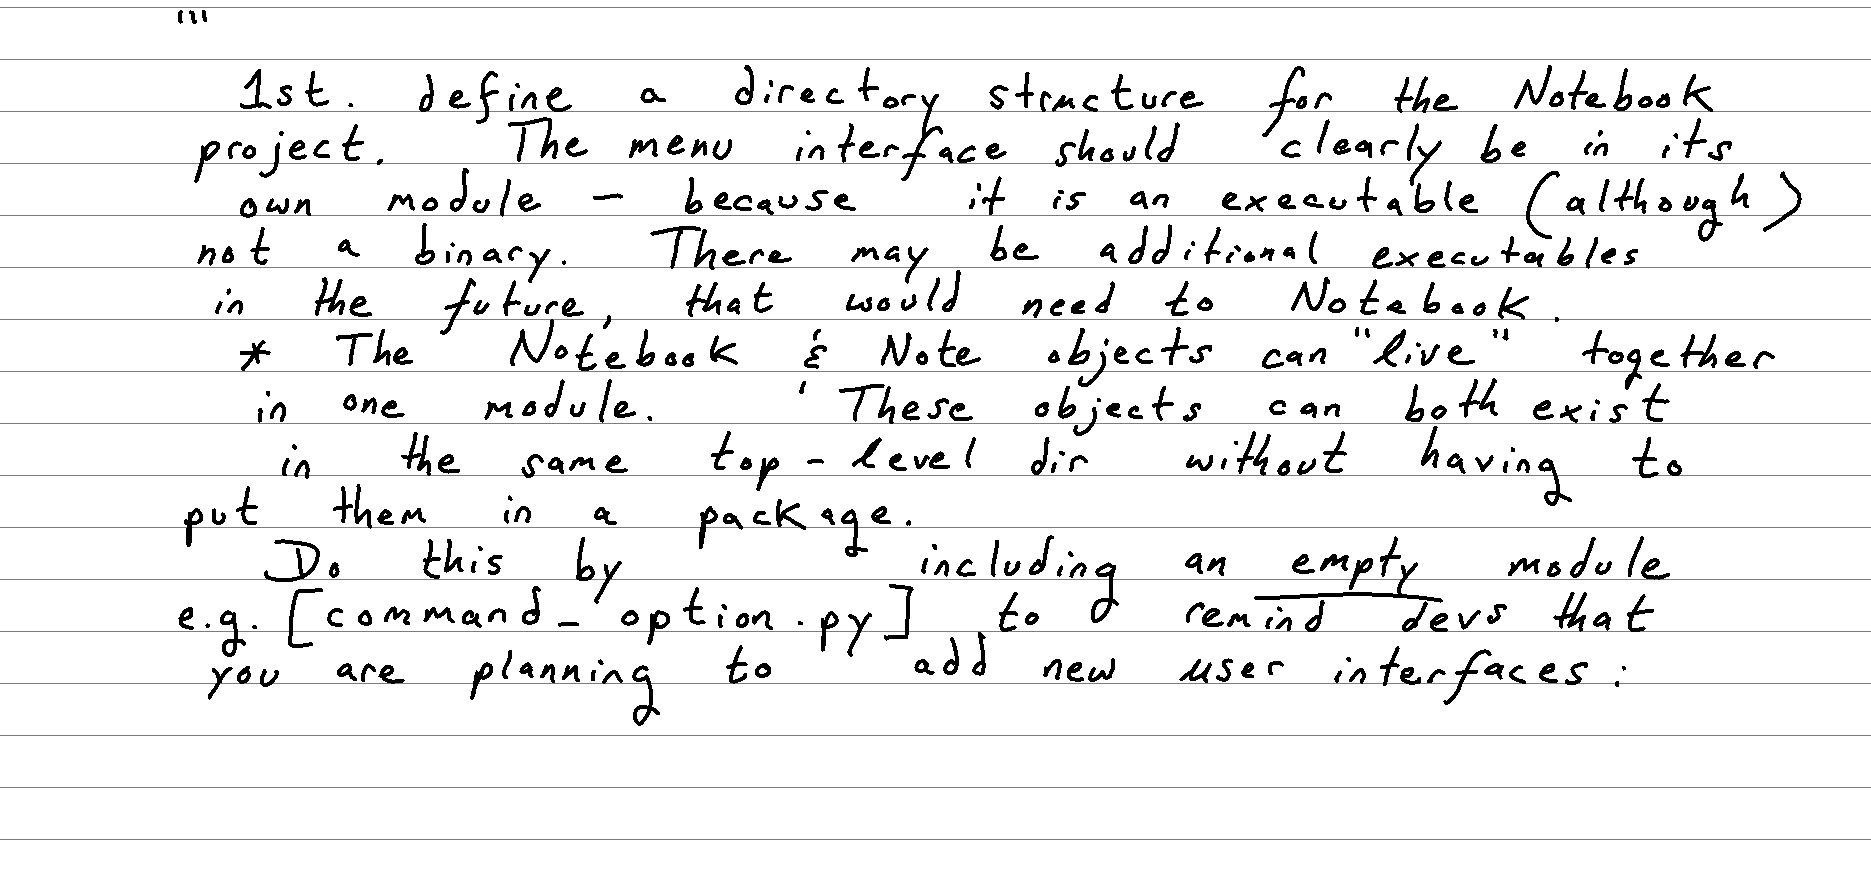 '''
1st. define a directory structure for the Notebook
project. The menu interface should clearly be in its
own module - because it is an executable (although)
not a binary. There may be additional executables
in the future, that would need to Notebook.
* The Notebook & Note objects can "live" together
in one module. ' These objects can both exist
in the same top-level dir without having to
put them in a package.
Do this by including an empty module
e.g. [command_option.py] to remind devs that
you are planning to add new user interfaces: